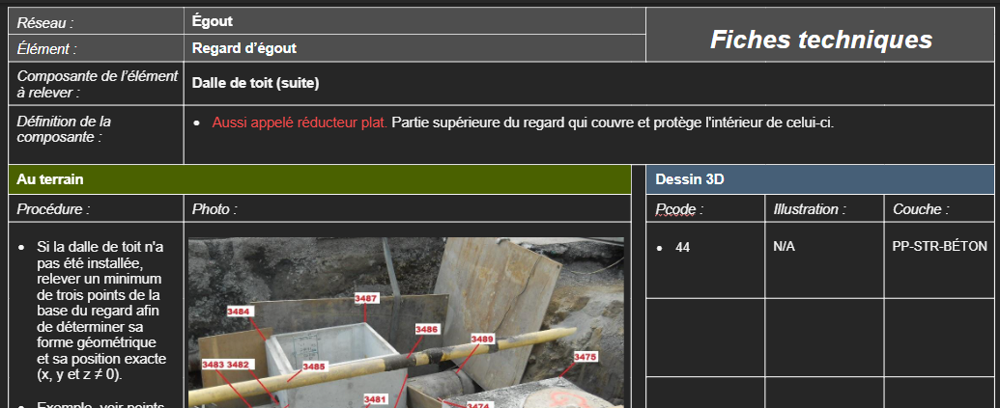 Réseau :
Égout
Fiches techniques
Élément :
Regard d'égout
Composante de l'élément
à relever :
Dalle de toit (suite)
Définition de la
composante :
• Aussi appelé réducteur plat. Partie supérieure du regard qui couvre et protège l'intérieur de celui-ci.
Au terrain
Dessin 3D
Procédure :
Photo :
Pcode :
Illustration :
Couche :
• Si la dalle de toit n'a
pas été installée,
relever un minimum
de trois points de la
base du regard afin
de déterminer sa
forme géométrique
et sa position exacte
(x, y et z ≠ 0).
• Exemple, voir points
3487
3484
3486
3489
3475
3483 3482
3485
3481
3474
• 44
N/A
PP-STR-BÉTON